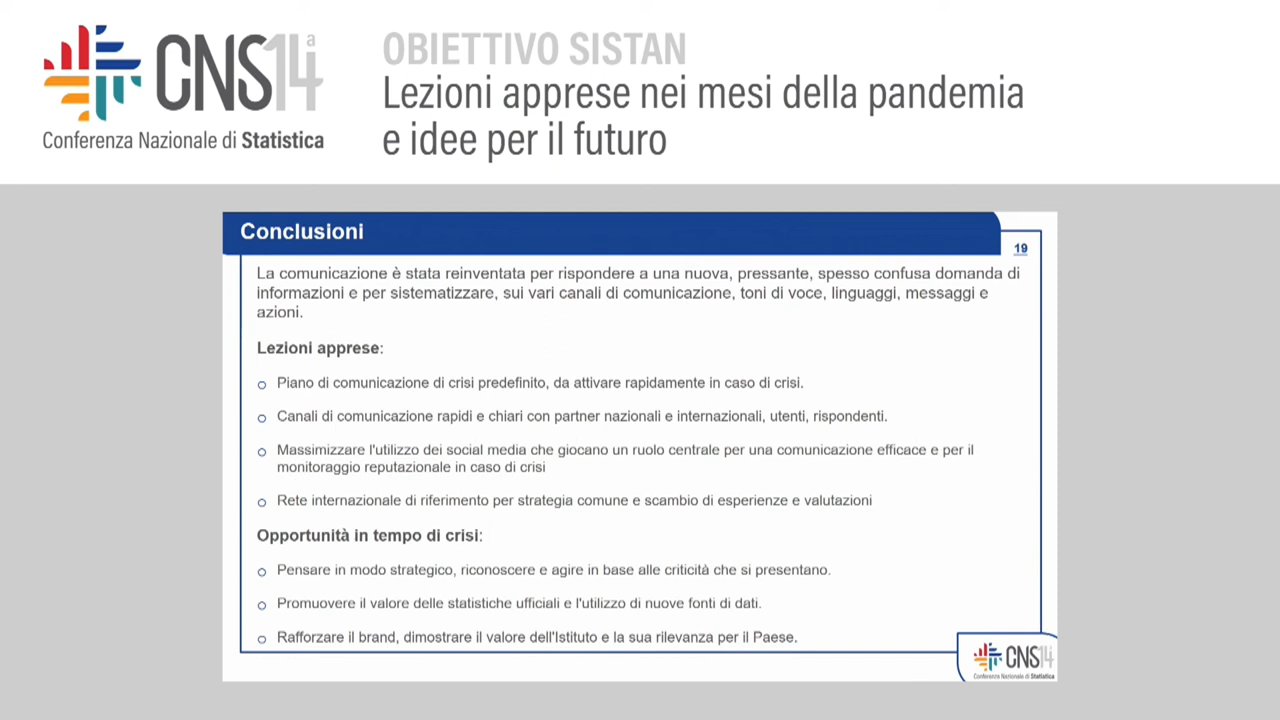 CNS14a
Conferenza Nazionale di Statistica
OBIETTIVO SISTAN
Lezioni apprese nei mesi della pandemia
e idee per il futuro
Conclusioni
19
La comunicazione è stata reinventata per rispondere a una nuova, pressante, spesso confusa domanda di
informazioni e per sistematizzare, sui vari canali di comunicazione, toni di voce, linguaggi, messaggi e
azioni.
Lezioni apprese:
Piano di comunicazione di crisi predefinito, da attivare rapidamente in caso di crisi.
Canali di comunicazione rapidi e chiari con partner nazionali e internazionali, utenti, rispondenti.
Massimizzare l'utilizzo dei social media che giocano un ruolo centrale per una comunicazione efficace e per il
monitoraggio reputazionale in caso di crisi
Rete internazionale di riferimento per strategia comune e scambio di esperienze e valutazioni
Opportunità in tempo di crisi:
Pensare in modo strategico, riconoscere e agire in base alle criticità che si presentano.
Promuovere il valore delle statistiche ufficiali e l'utilizzo di nuove fonti di dati.
Rafforzare il brand, dimostrare il valore dell'Istituto e la sua rilevanza per il Paese.
CNS14
Conferenza Nazionale di Statistica